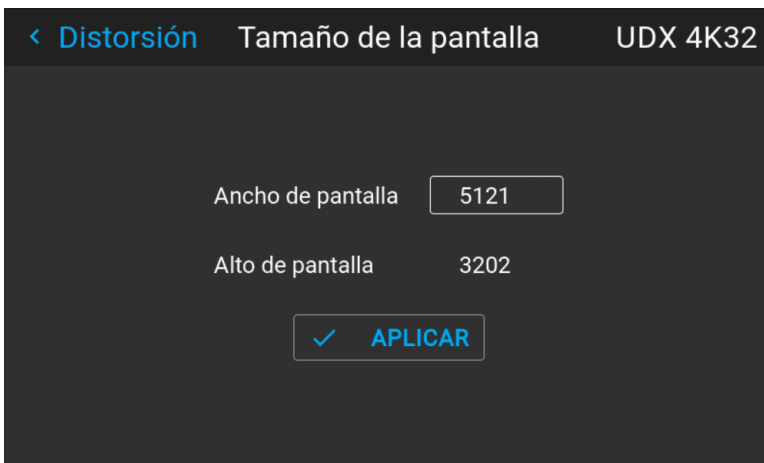 < Distorsión Tamaño de la pantalla UDX 4K32
Ancho de pantalla 5121
Alto de pantalla 3202
APLICAR